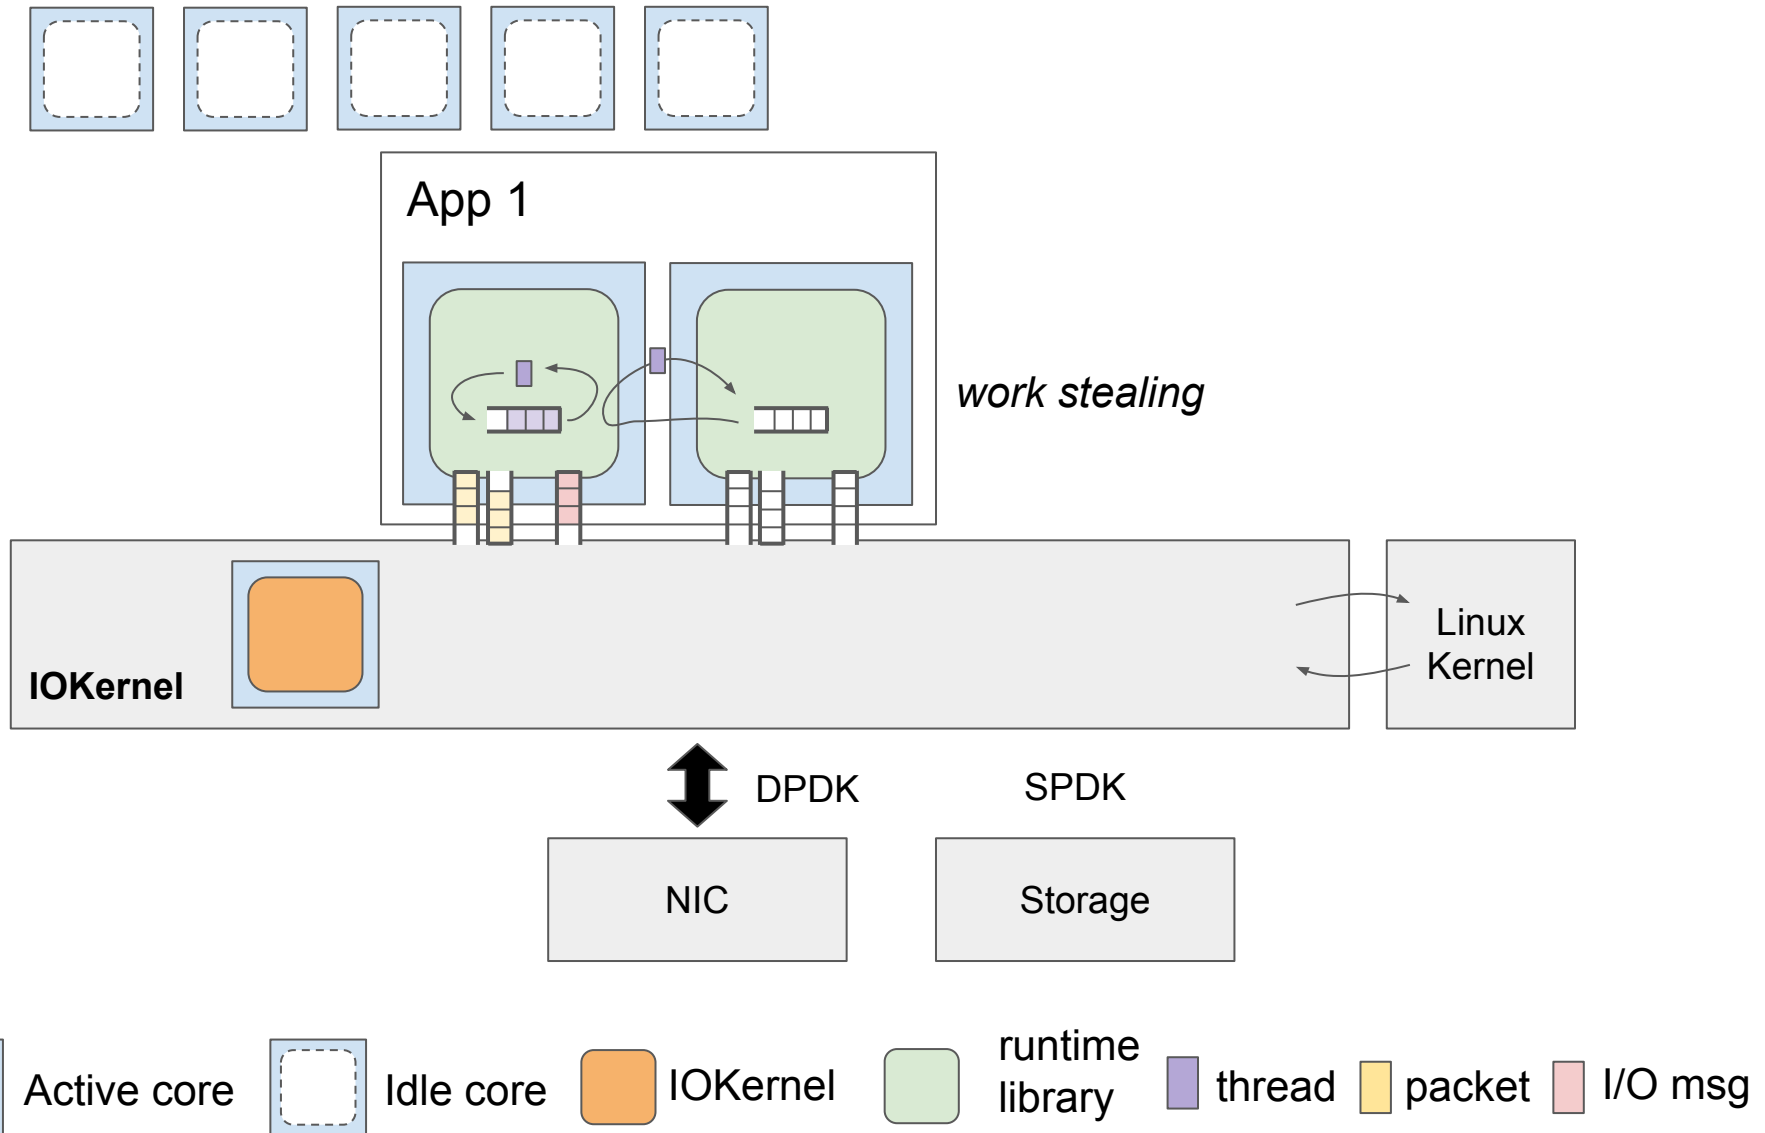 App 1
work stealing
IOKernel
Linux
Kernel
DPDK
SPDK
NIC
Storage
Active core
Idle core
IOKernel
runtime
library
thread
packet
I/O msg